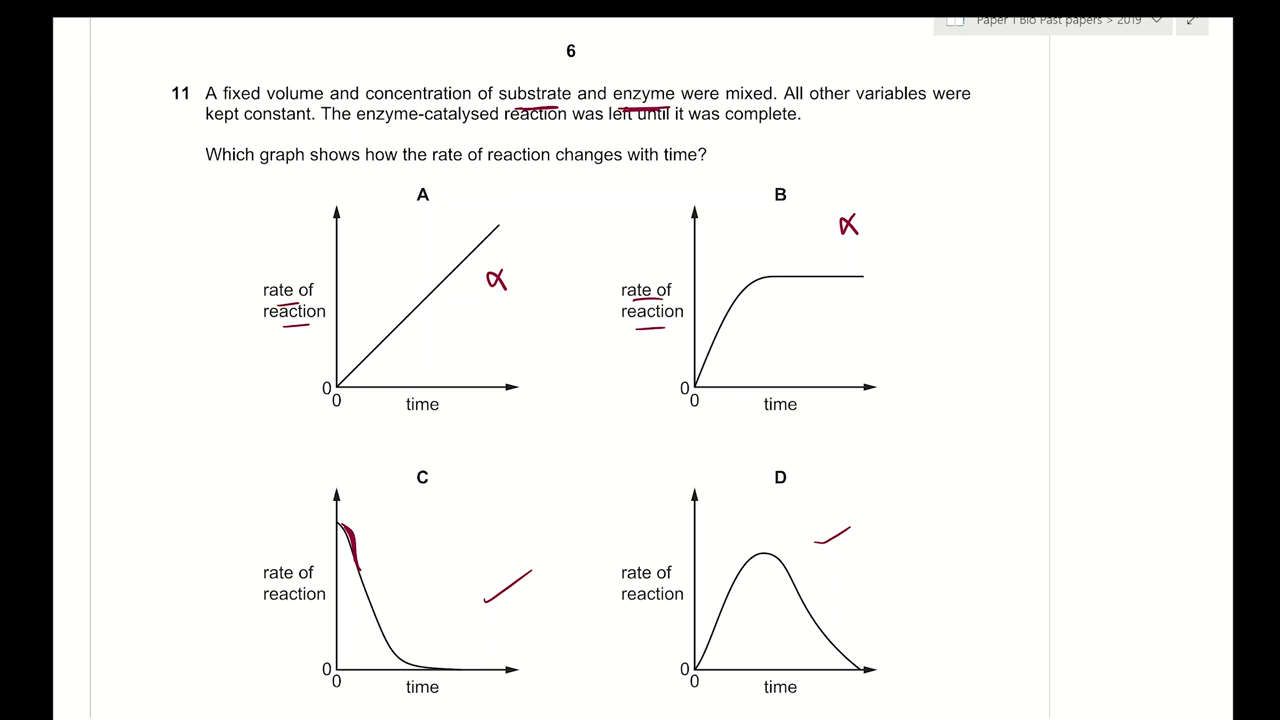 Paper 1 Bio Past papers > 2019
6
11 A fixed volume and concentration of substrate and enzyme were mixed. All other variables were
kept constant. The enzyme-catalysed reaction was left until it was complete.
Which graph shows how the rate of reaction changes with time?
A
rate of
reaction
0
0
time
B
rate of
reaction
0
0
time
C
rate of
reaction
0
0
time
D
rate of
reaction
0
0
time